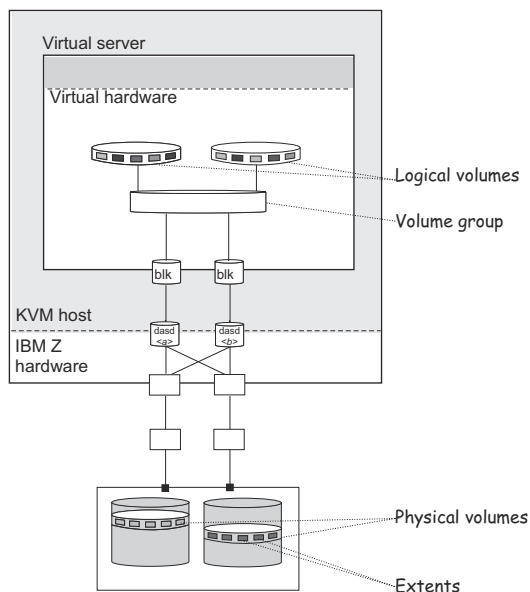 Virtual server
Virtual hardware
Logical volumes
Volume group
blk
blk
KVM host
dasd
<a>
dasd
<b>
IBM Z
hardware
Physical volumes
Extents